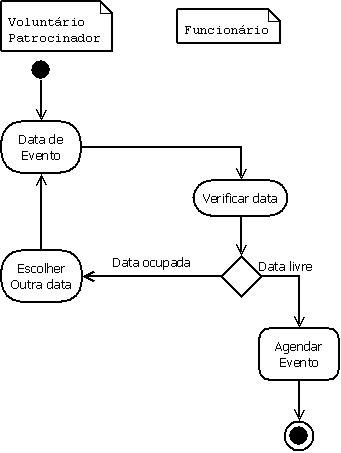 Voluntário
Patrocinador
Funcionário
Data de
Evento
Verificar data
Data ocupada
Data livre
Escolher
Outra data
Agendar
Evento